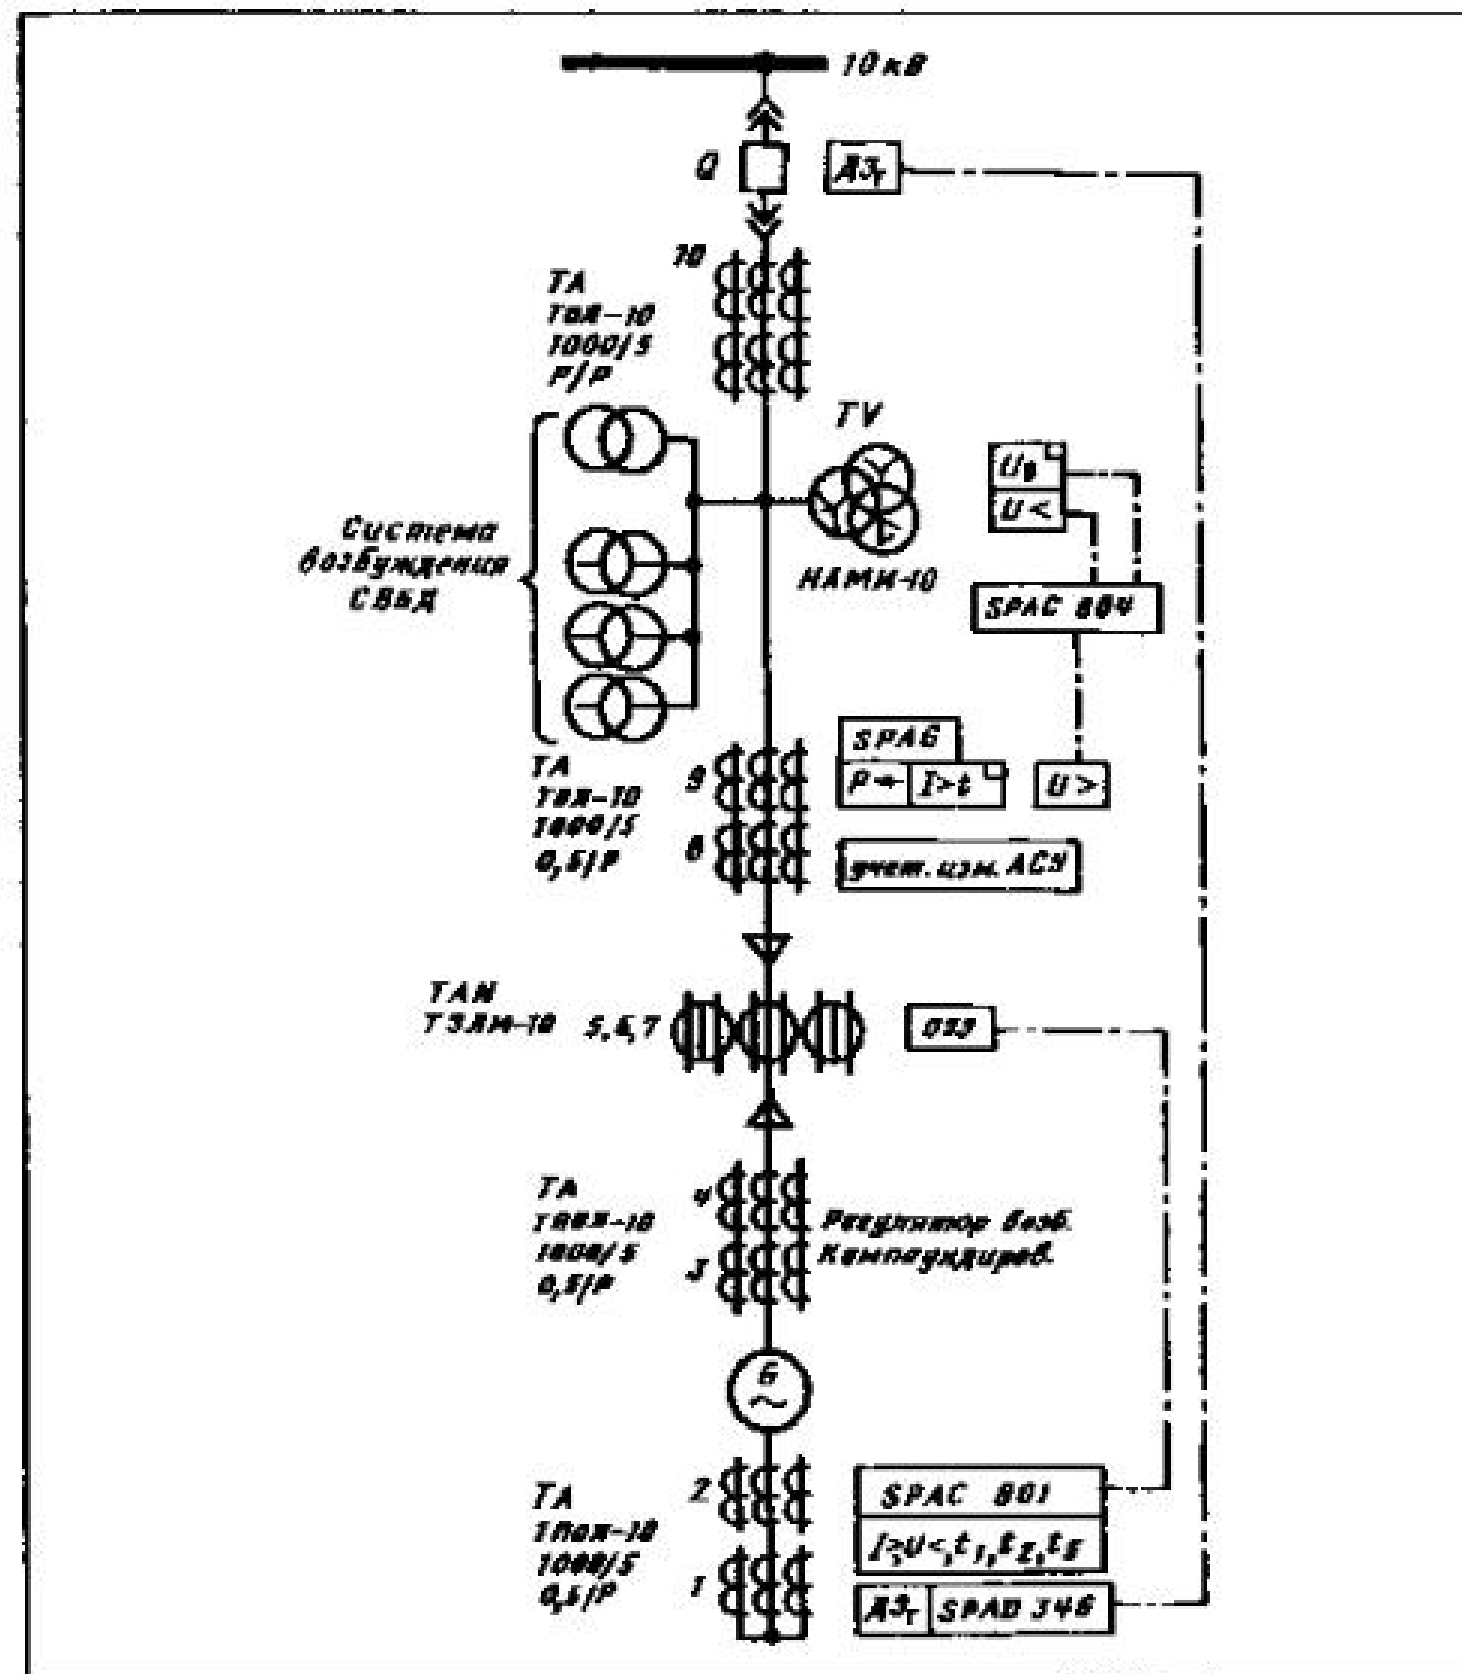 10 кВ
Q
ДЗт
10
ТА
ТОЛ-10
1000/5
Р/Р
TV
НАМИ-10
U<
SPAC 804
Система
возбуждения
СВБД
ТА
ТОЛ-10
1000/5
0,5/Р
9
8
SPAG
P← I>t
U>
учет. изм. АСУ
ТАN
ТЗЛМ-10
5, 6, 7
ОЗЗ
ТА
ТПОЛ-10
1000/5
0,5/Р
4
3
Регулятор возб.
Компаундиров.
G
~
ТА
ТПОЛ-10
1000/5
0,5/Р
2
1
SPAC 801
ДЗт SPAD 346